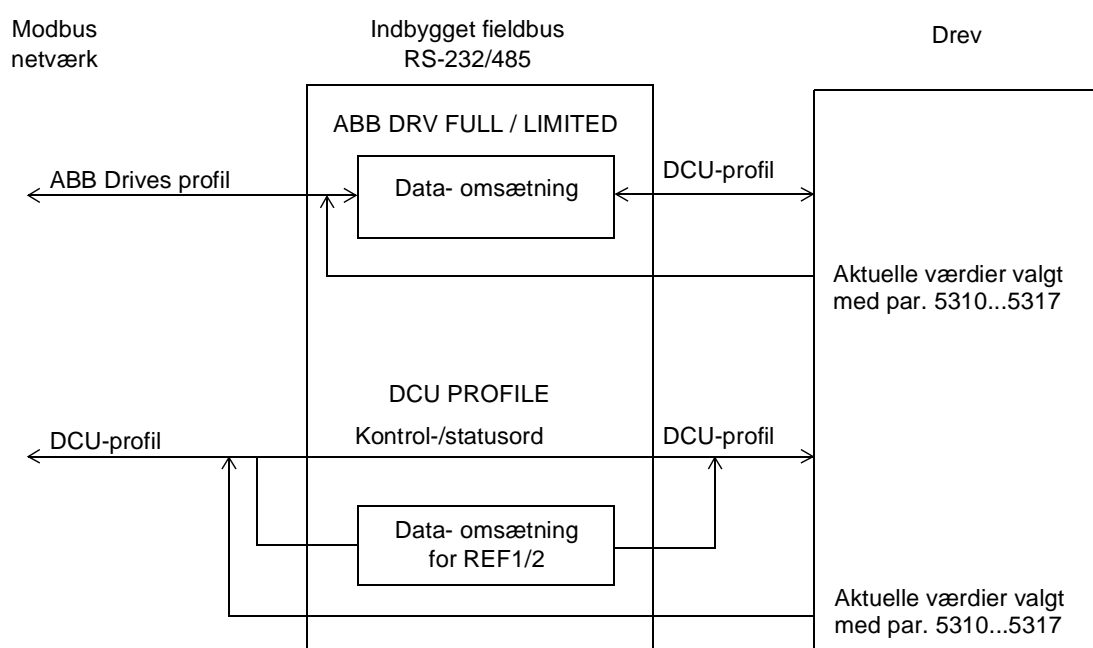 Modbus
netværk
Indbygget fieldbus
RS-232/485
Drev
ABB DRV FULL / LIMITED
ABB Drives profil
Data- omsætning
DCU-profil
Aktuelle værdier valgt
med par. 5310...5317
DCU PROFILE
DCU-profil
Kontrol-/statusord
DCU-profil
Data- omsætning
for REF1/2
Aktuelle værdier valgt
med par. 5310...5317